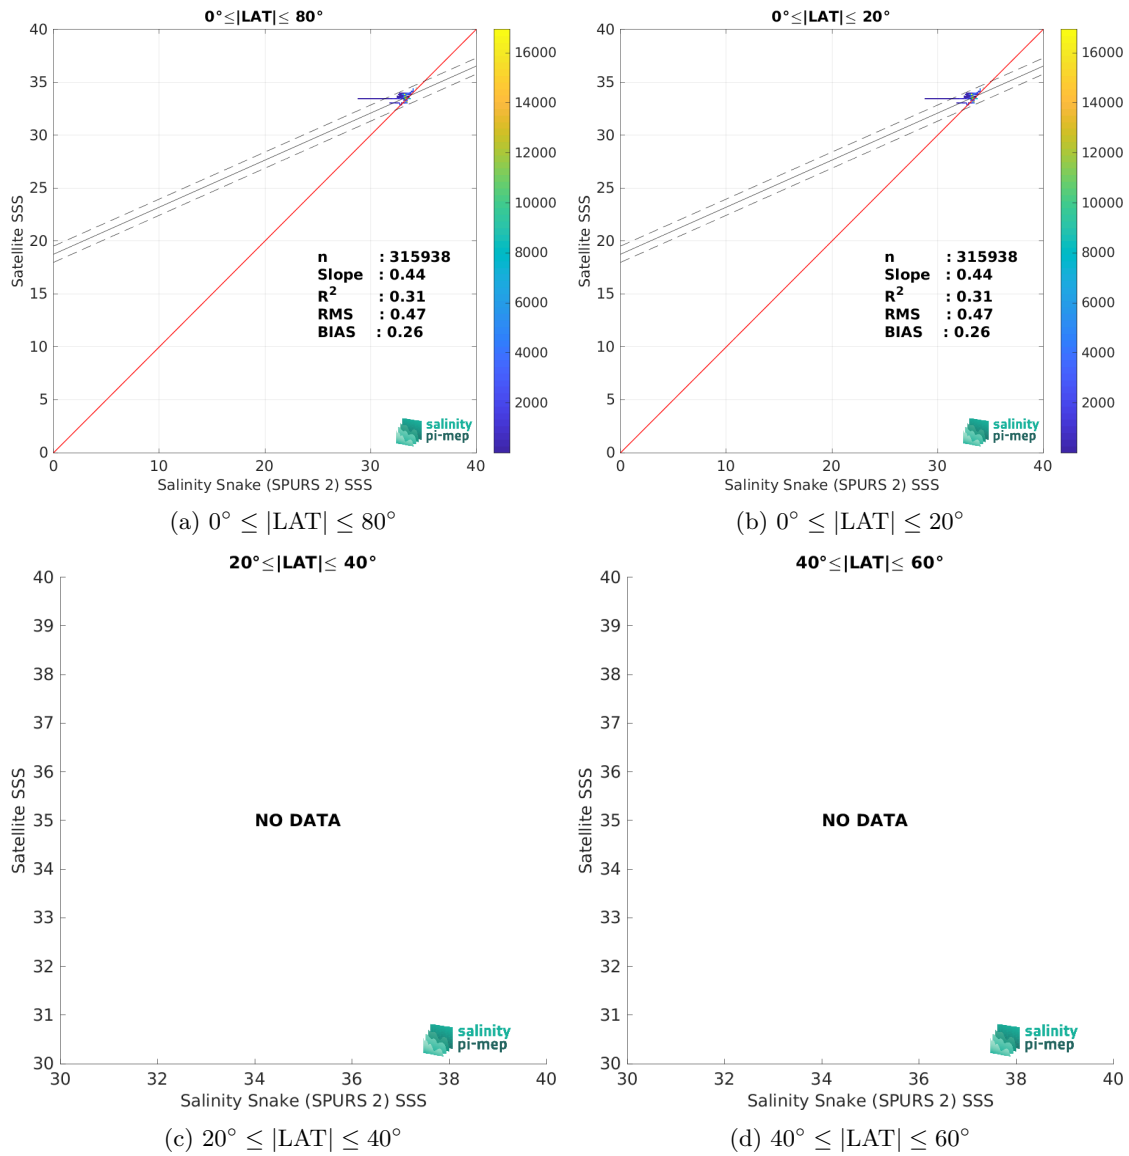 0°≤|LAT|≤ 80°
40
35
30
25
20
15
10
5
0
Satellite SSS
n : 315938
Slope : 0.44
R² : 0.31
RMS : 0.47
BIAS : 0.26
salinity
pi-mep
0 10 20 30 40
Salinity Snake (SPURS 2) SSS
16000
14000
12000
10000
8000
6000
4000
2000
(a) 0° ≤ |LAT| ≤ 80°
0°≤|LAT|≤ 20°
40
35
30
25
20
15
10
5
0
Satellite SSS
n : 315938
Slope : 0.44
R² : 0.31
RMS : 0.47
BIAS : 0.26
salinity
pi-mep
0 10 20 30 40
Salinity Snake (SPURS 2) SSS
16000
14000
12000
10000
8000
6000
4000
2000
(b) 0° ≤ |LAT| ≤ 20°
20°≤|LAT|≤ 40°
40
39
38
37
36
35
34
33
32
31
30
Satellite SSS
NO DATA
salinity
pi-mep
30 32 34 36 38 40
Salinity Snake (SPURS 2) SSS
(c) 20° ≤ |LAT| ≤ 40°
40°≤|LAT|≤ 60°
40
39
38
37
36
35
34
33
32
31
30
Satellite SSS
NO DATA
salinity
pi-mep
30 32 34 36 38 40
Salinity Snake (SPURS 2) SSS
(d) 40° ≤ |LAT| ≤ 60°